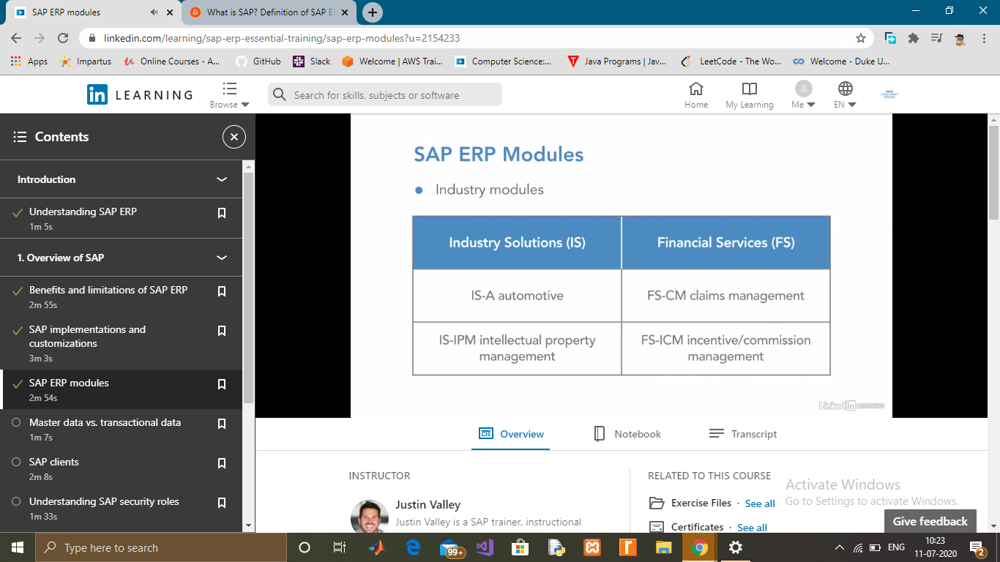 SAP ERP modules
What is SAP? Definition of SAP E
linkedin.com/learning/sap-erp-essential-training/sap-erp-modules?u=2154233
Apps
Impartus
Online Courses - A...
GitHub
Slack
Welcome | AWS Trai...
Computer Science:...
Java Programs | Jav...
LeetCode - The Wo...
Welcome - Duke U...
in LEARNING
Browse
Search for skills, subjects or software
Home
My Learning
Me
EN
TATA
CONSULTANCY
SERVICES
Contents
Introduction
Understanding SAP ERP
1m 5s
1. Overview of SAP
Benefits and limitations of SAP ERP
2m 55s
SAP implementations and
customizations
3m 3s
SAP ERP modules
2m 54s
Master data vs. transactional data
1m 7s
SAP clients
2m 8s
Understanding SAP security roles
1m 33s
SAP ERP Modules
Industry modules
Industry Solutions (IS)
Financial Services (FS)
IS-A automotive
FS-CM claims management
IS-IPM intellectual property
management
FS-ICM incentive/commission
management
Linked in LEARNING
Overview
Notebook
Transcript
INSTRUCTOR
Justin Valley
Justin Valley is a SAP trainer, instructional
RELATED TO THIS COURSE
Exercise Files · See all
Certificates · See all
Activate Windows
Go to Settings to activate Windows.
Give feedback
Type here to search
99+
ENG
10:23
11-07-2020
2